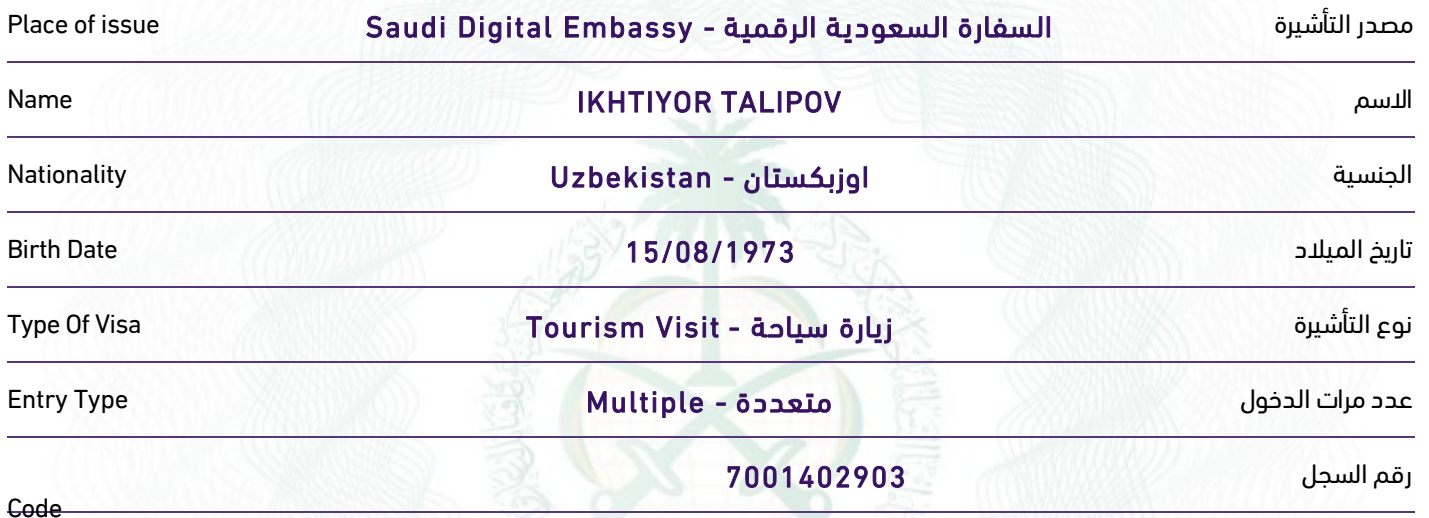 Place of issue السفارة السعودية الرقمية - Saudi Digital Embassy مصدر التأشيرة
Name IKHTIYOR TALIPOV الاسم
Nationality اوزبكستان - Uzbekistan الجنسية
Birth Date 15/08/1973 تاريخ الميلاد
Type Of Visa زيارة سياحة - Tourism Visit نوع التأشيرة
Entry Type متعددة - Multiple عدد مرات الدخول
7001402903 رقم السجل
Code